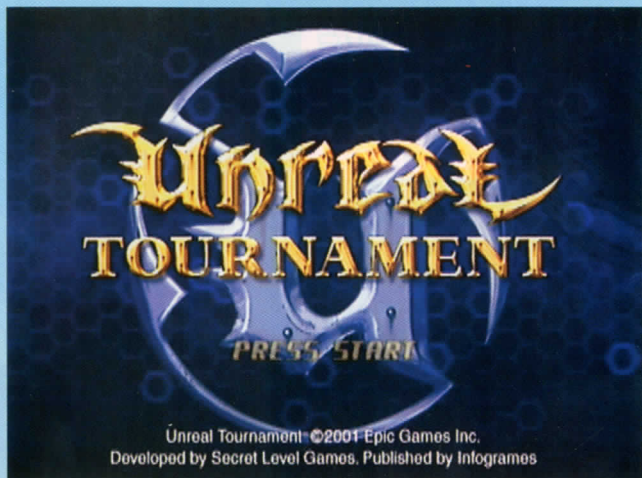 Unreal
TOURNAMENT
PRESS START
Unreal Tournament ©2001 Epic Games Inc.
Developed by Secret Level Games. Published by Infogrames